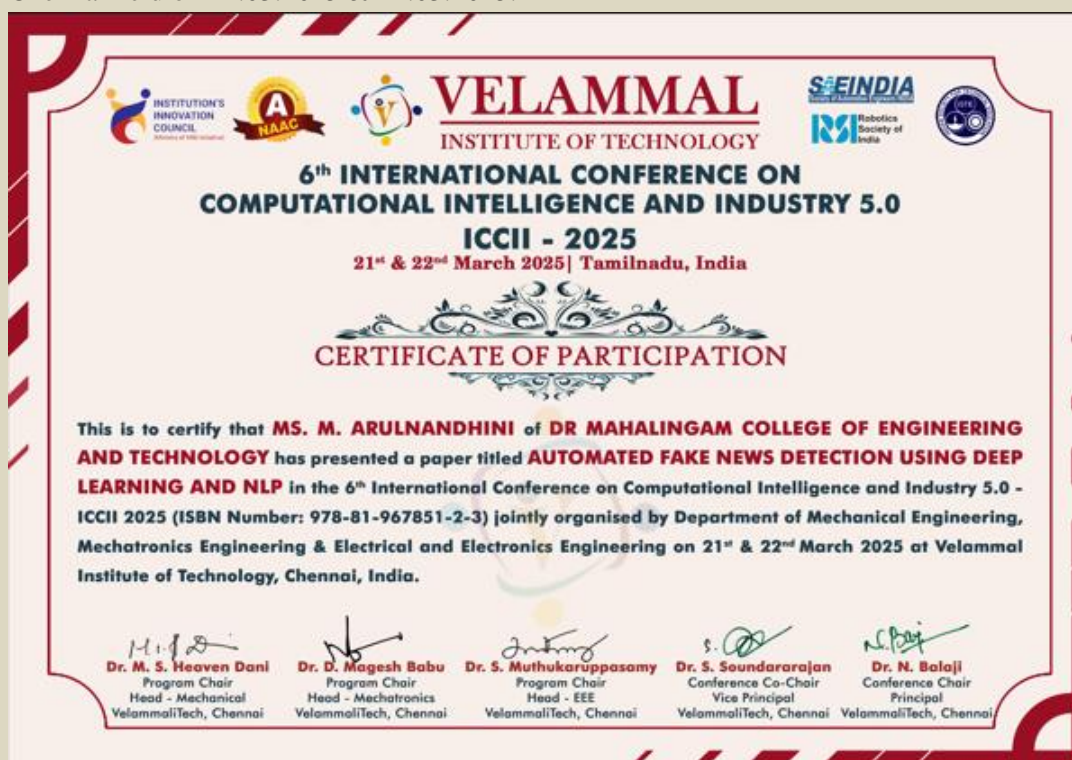 INSTITUTION'S
INNOVATION
COUNCIL
A
NAAC
V
VELAMMAL
INSTITUTE OF TECHNOLOGY
SAEINDIA
RSI Robotics
Society of
India
6th INTERNATIONAL CONFERENCE ON
COMPUTATIONAL INTELLIGENCE AND INDUSTRY 5.0
ICCII - 2025
21st & 22nd March 2025| Tamilnadu, India
CERTIFICATE OF PARTICIPATION
This is to certify that MS. M. ARULNANDHINI of DR MAHALINGAM COLLEGE OF ENGINEERING
AND TECHNOLOGY has presented a paper titled AUTOMATED FAKE NEWS DETECTION USING DEEP
LEARNING AND NLP in the 6th International Conference on Computational Intelligence and Industry 5.0 -
ICCII 2025 (ISBN Number: 978-81-967851-2-3) jointly organised by Department of Mechanical Engineering,
Mechatronics Engineering & Electrical and Electronics Engineering on 21st & 22nd March 2025 at Velammal
Institute of Technology, Chennai, India.
Dr. M. S. Heaven Dani
Program Chair
Head - Mechanical
VelammaliTech, Chennai
Dr. D. Magesh Babu
Program Chair
Head - Mechatronics
VelammaliTech, Chennai
Dr. S. Muthukaruppasamy
Program Chair
Head - EEE
VelammaliTech, Chennai
Dr. S. Soundararajan
Conference Co-Chair
Vice Principal
VelammaliTech, Chennai
Dr. N. Balaji
Conference Chair
Principal
VelammaliTech, Chennai